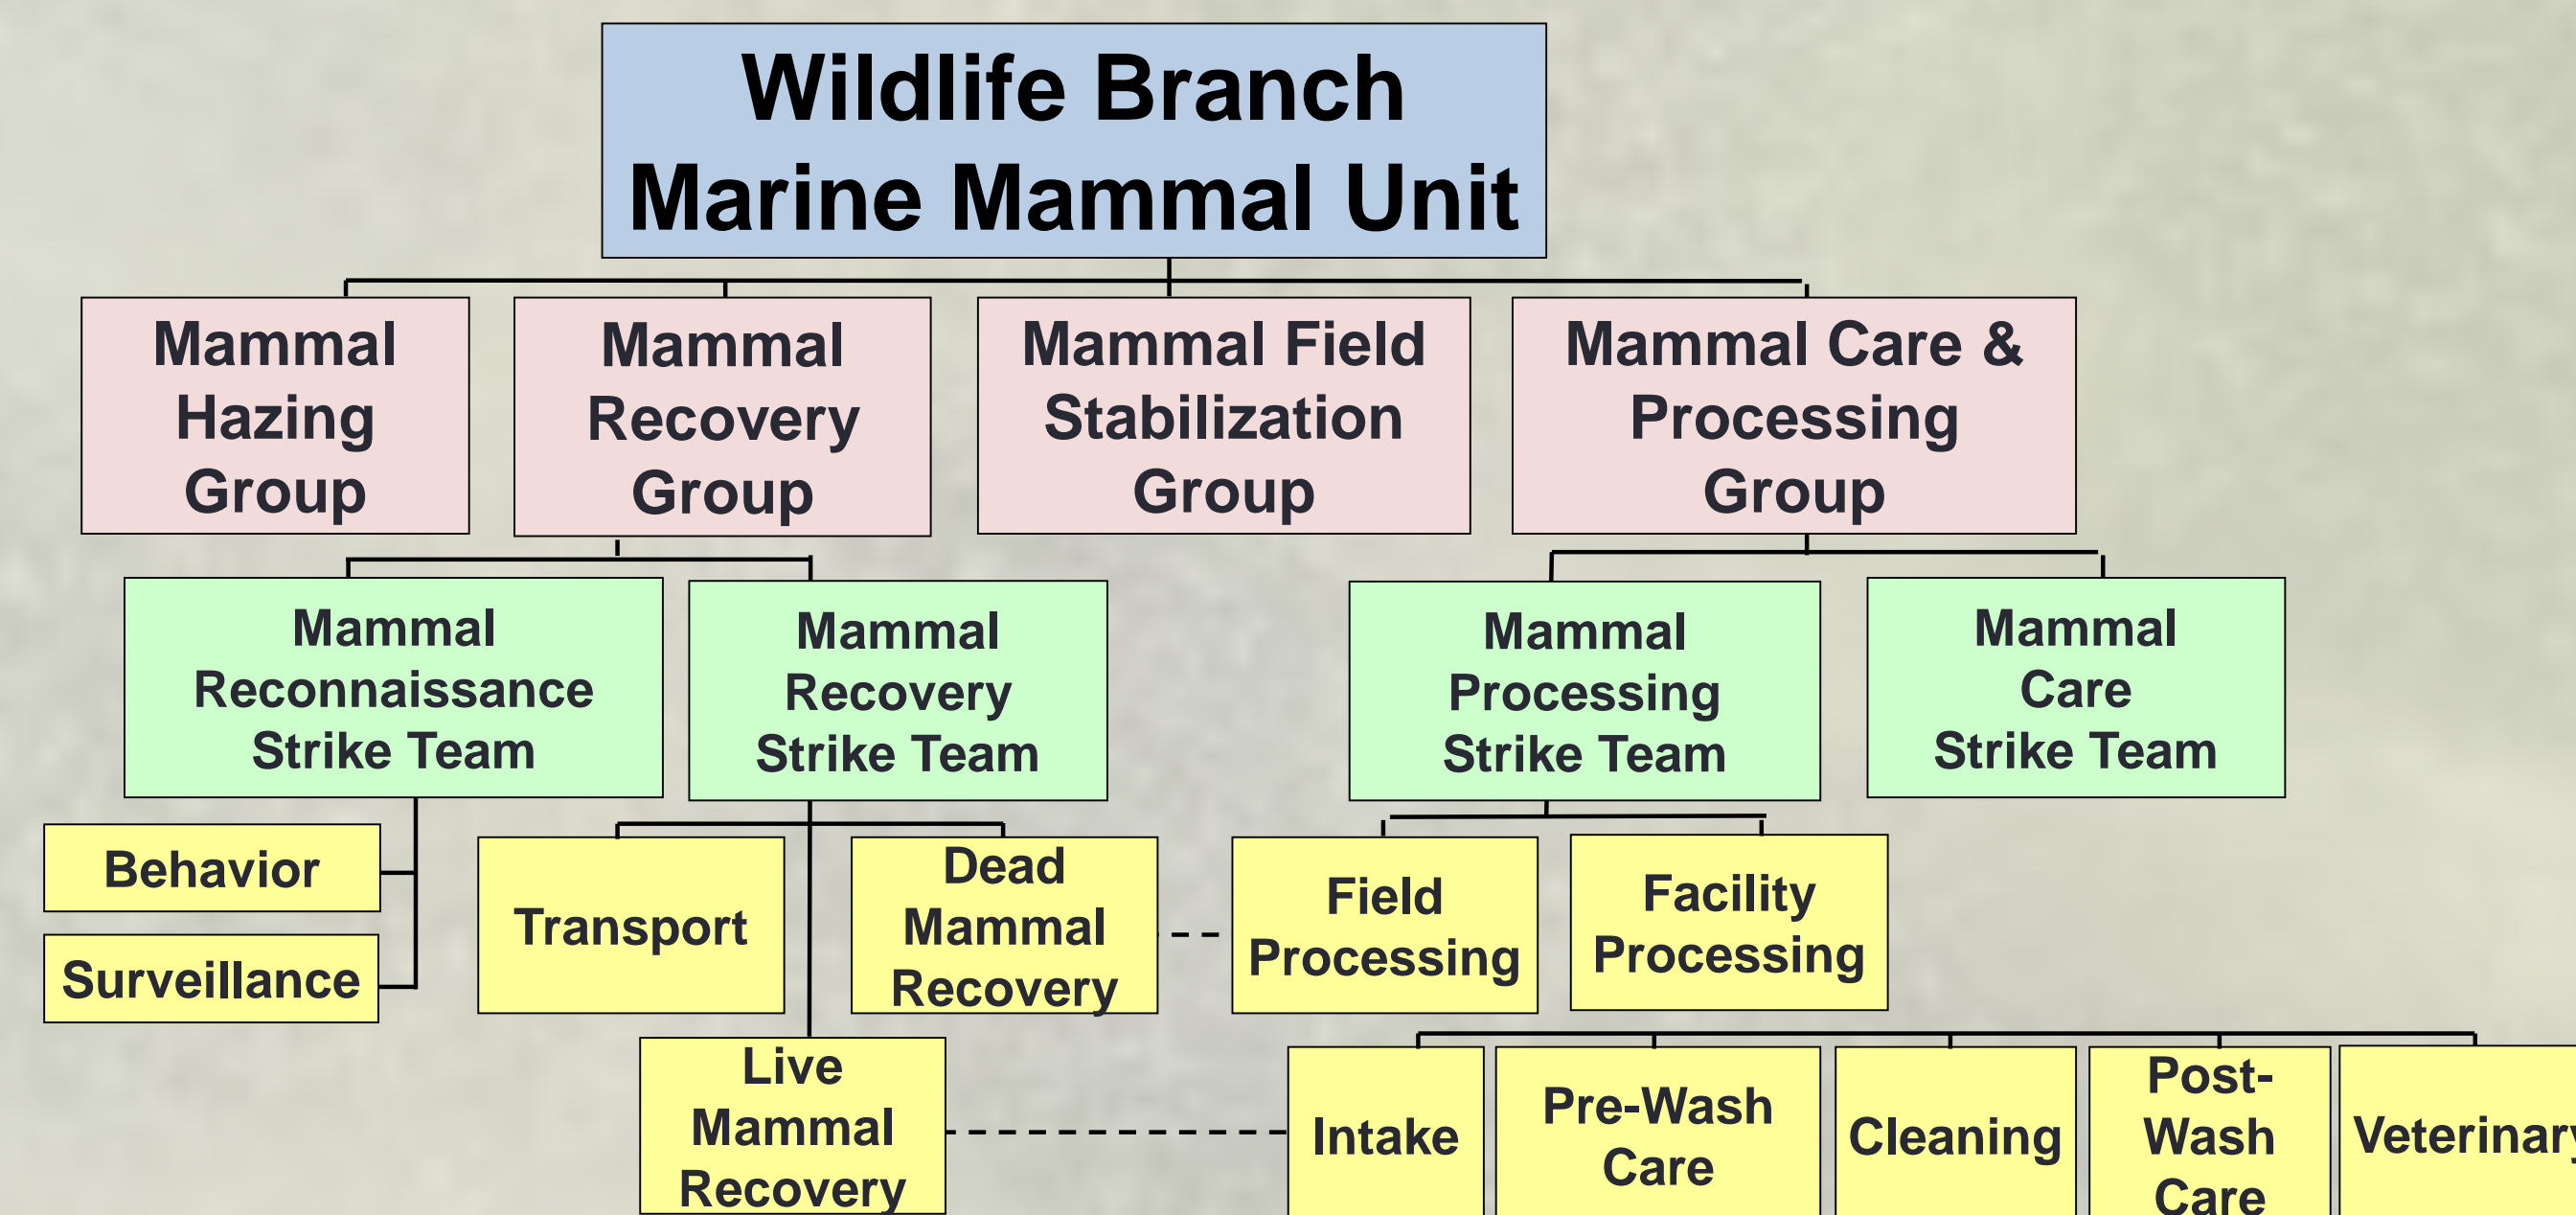 Wildlife Branch
Marine Mammal Unit
Mammal
Hazing
Group
Mammal
Recovery
Group
Mammal Field
Stabilization
Group
Mammal Care &
Processing
Group
Mammal
Reconnaissance
Strike Team
Mammal
Recovery
Strike Team
Mammal
Processing
Strike Team
Mammal
Care
Strike Team
Behavior
Surveillance
Transport
Dead
Mammal
Recovery
Field
Processing
Facility
Processing
Live
Mammal
Recovery
Intake
Pre-Wash
Care
Cleaning
Post-
Wash
Care
Veterinary